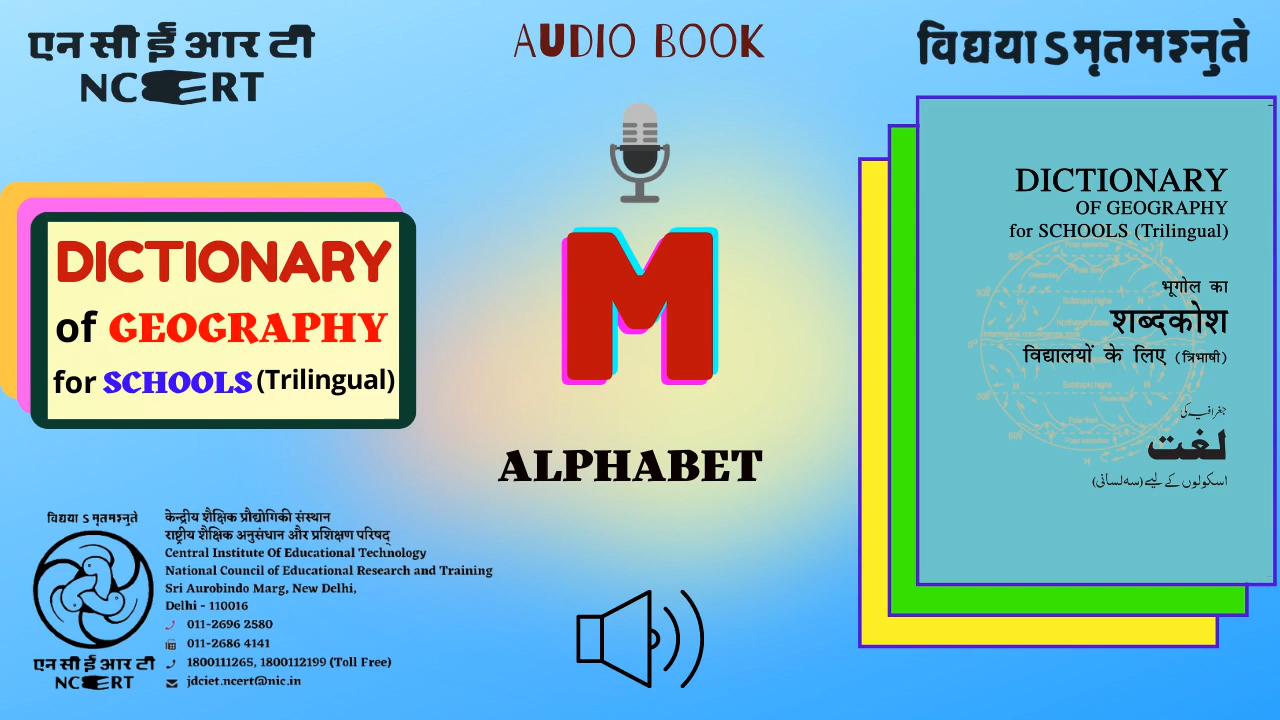 एन सी ई आर टी
NCERT
AUDIO BOOK
विद्यया ऽ मृतमश्नुते
DICTIONARY
of GEOGRAPHY
for SCHOOLS (Trilingual)
M
ALPHABET
DICTIONARY
OF GEOGRAPHY
for SCHOOLS (Trilingual)
भूगोल का
शब्दकोश
विद्यालयों के लिए (त्रिभाषी)
جغرافیہ کی
لغت
اسکولوں کے لیے (سہ لسانی)
विद्यया ऽ मृतमश्नुते
एन सी ई आर टी
NCERT
केन्द्रीय शैक्षिक प्रौद्योगिकी संस्थान
राष्ट्रीय शैक्षिक अनुसंधान और प्रशिक्षण परिषद्
Central Institute Of Educational Technology
National Council of Educational Research and Training
Sri Aurobindo Marg, New Delhi,
Delhi - 110016
011-2696 2580
011-2686 4141
1800111265, 1800112199 (Toll Free)
jdciet.ncert@nic.in